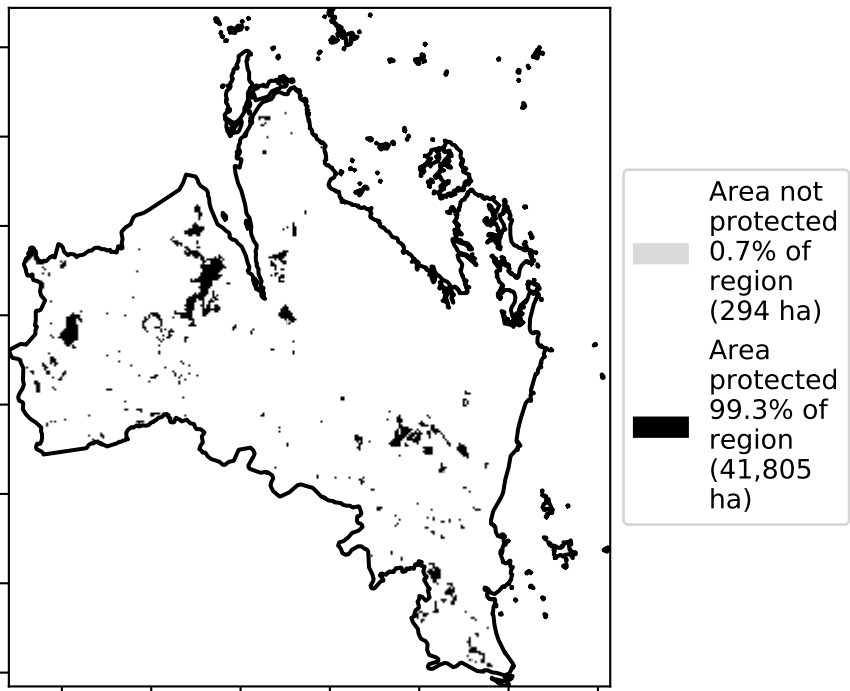 Area not
protected
0.7% of
region
(294 ha)
Area
protected
99.3% of
region
(41,805
ha)